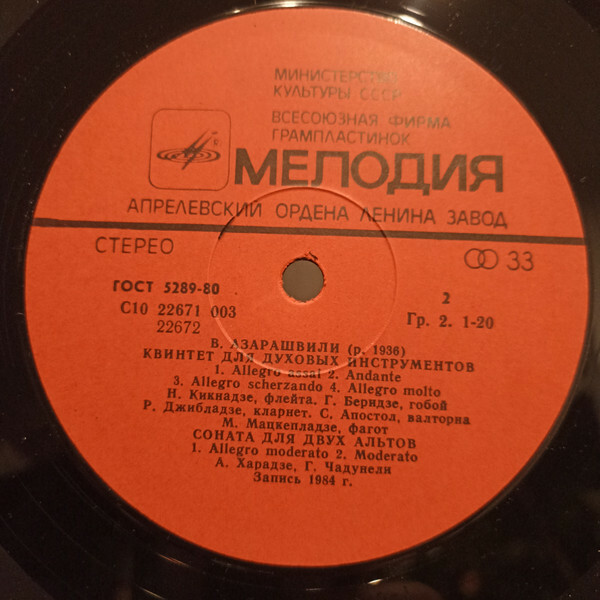 МИНИСТЕРСТВО
КУЛЬТУРЫ СССР
ВСЕСОЮЗНАЯ ФИРМА
ГРАМПЛАСТИНОК
МЕЛОДИЯ
АПРЕЛЕВСКИЙ ОРДЕНА ЛЕНИНА ЗАВОД
СТЕРЕО 33
ГОСТ 5289-80
С10 22671 003
22672
2
Гр. 2. 1-20
В. АЗАРАШВИЛИ (р. 1936)
КВИНТЕТ ДЛЯ ДУХОВЫХ ИНСТРУМЕНТОВ
1. Allegro assai 2. Andante
3. Allegro scherzando 4. Allegro molto
Н. Кикнадзе, флейта. Г. Беридзе, гобой
Р. Джибладзе, кларнет. С. Апостол, валторна
М. Мацкепладзе, фагот
СОНАТА ДЛЯ ДВУХ АЛЬТОВ
1. Allegro moderato 2. Moderato
А. Харадзе, Г. Чадунели
Запись 1984 г.